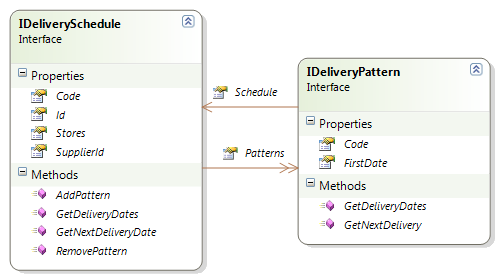 IDeliverySchedule
Interface
Properties
Code
Id
Stores
SupplierId
Methods
AddPattern
GetDeliveryDates
GetNextDeliveryDate
RemovePattern
Schedule
Patterns
IDeliveryPattern
Interface
Properties
Code
FirstDate
Methods
GetDeliveryDates
GetNextDelivery